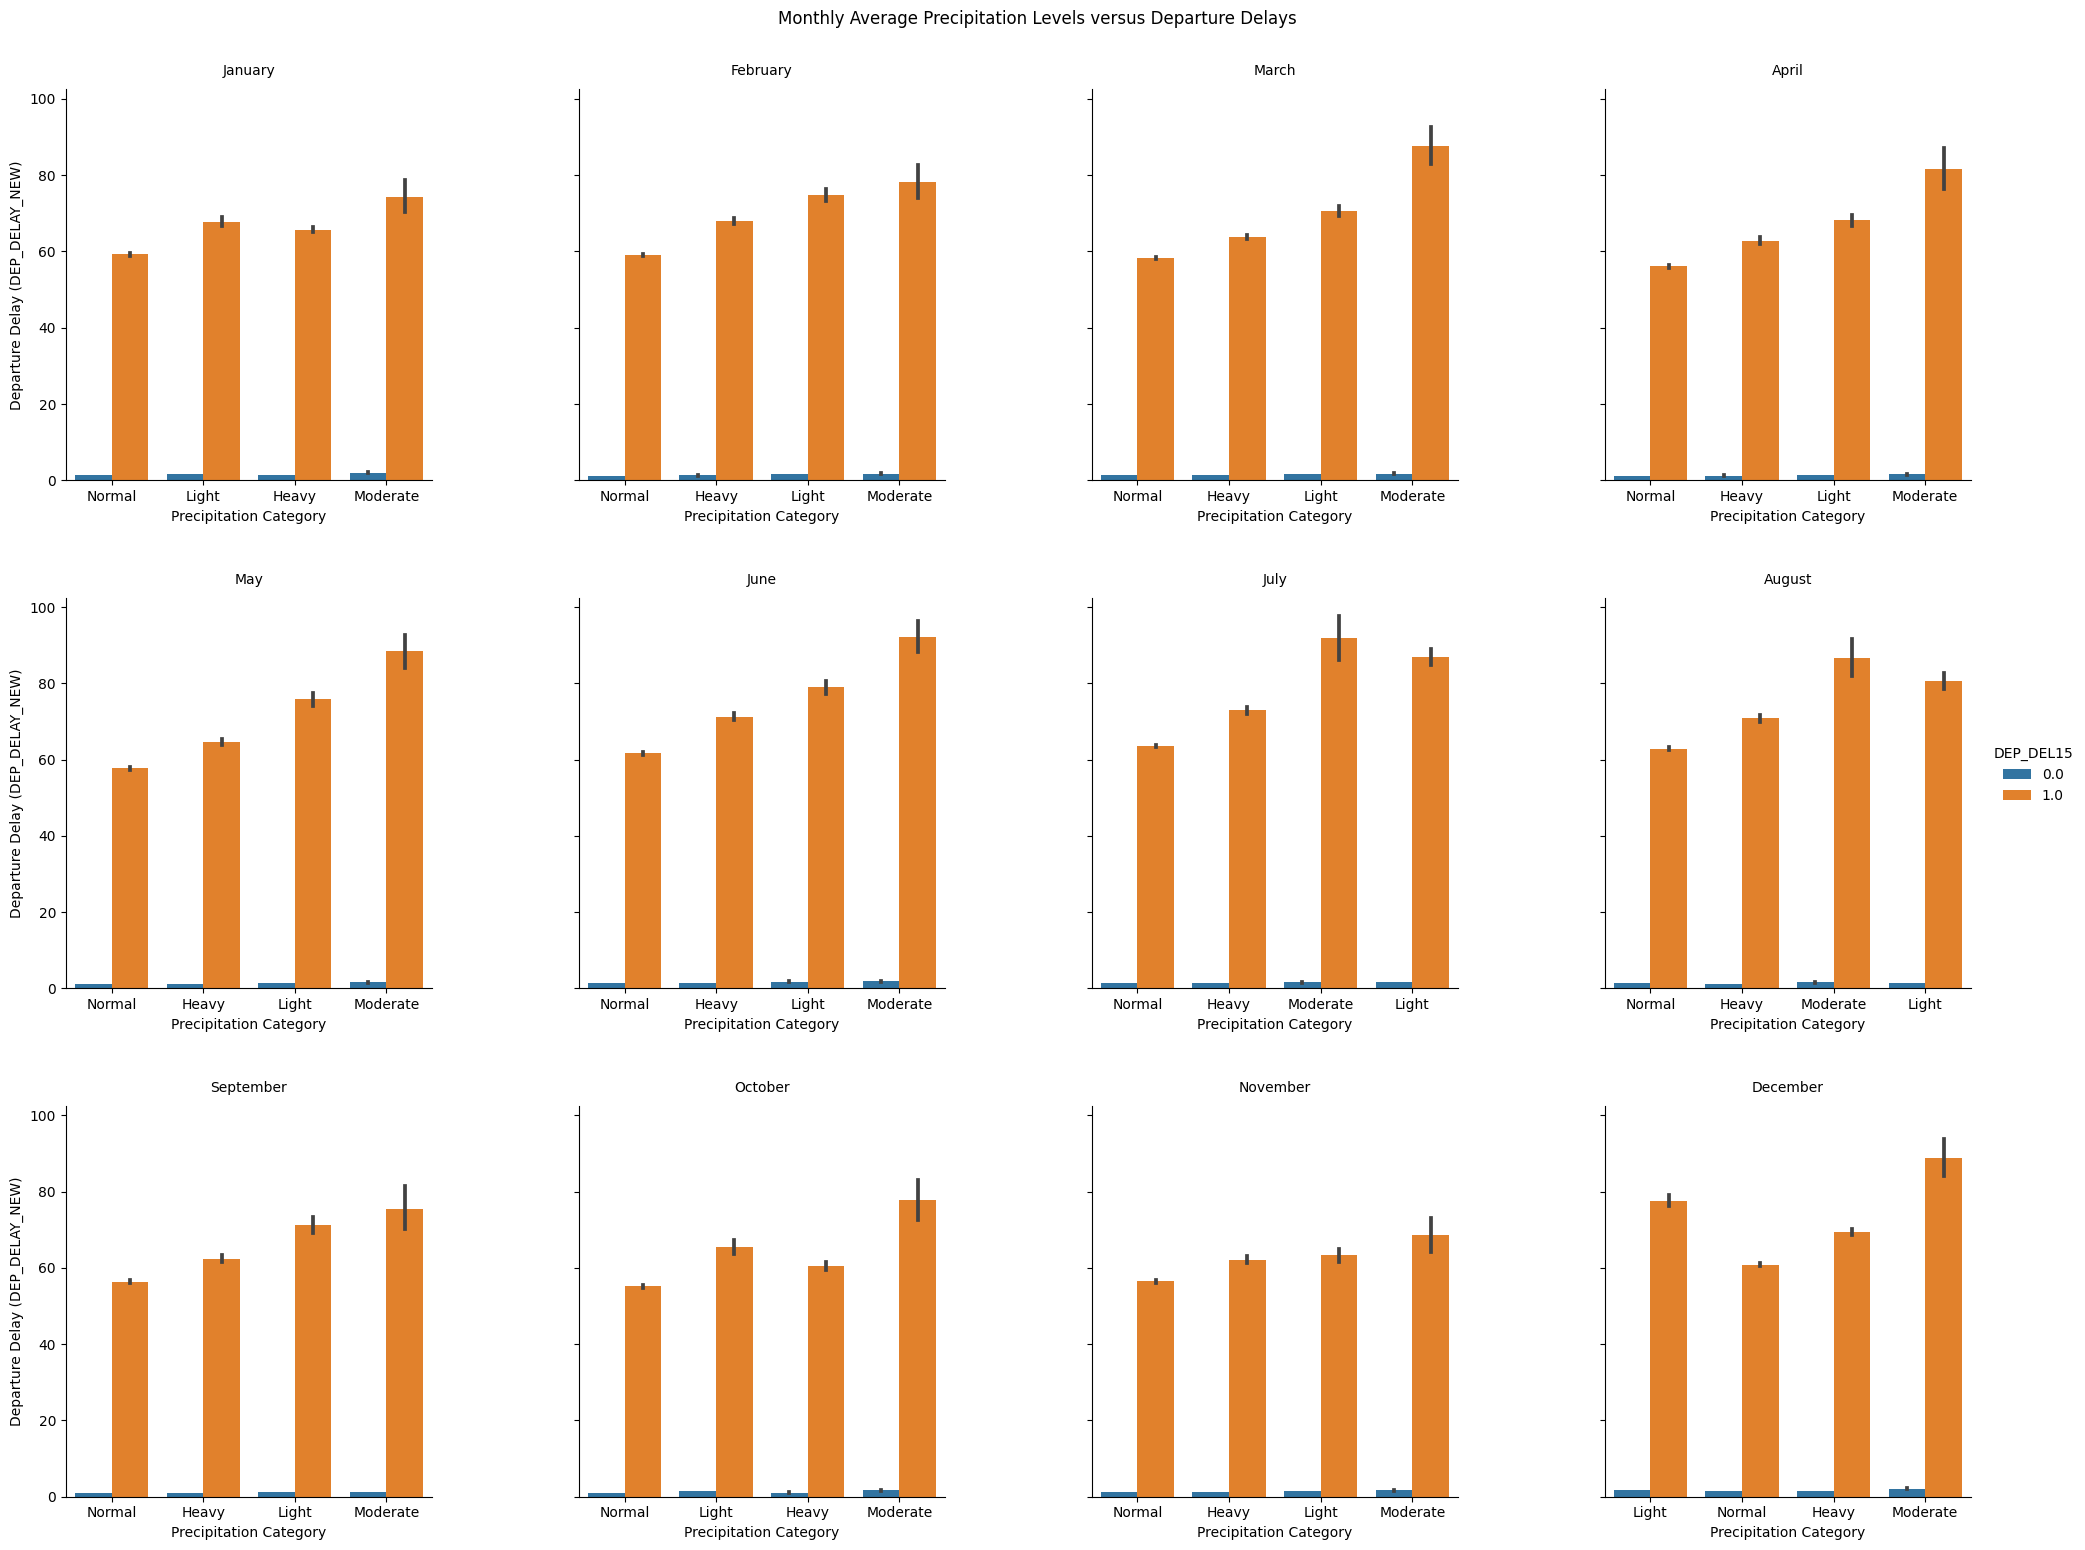 Monthly Average Precipitation Levels versus Departure Delays
January
February
March
April
100
80
60
40
20
0
Departure Delay (DEP_DELAY_NEW)
Normal Light Heavy Moderate
Precipitation Category
Normal Heavy Light Moderate
Precipitation Category
Normal Heavy Light Moderate
Precipitation Category
Normal Heavy Light Moderate
Precipitation Category
May
June
July
August
100
80
60
40
20
0
Departure Delay (DEP_DELAY_NEW)
Normal Heavy Light Moderate
Precipitation Category
Normal Heavy Light Moderate
Precipitation Category
Normal Heavy Moderate Light
Precipitation Category
Normal Heavy Moderate Light
Precipitation Category
DEP_DEL15
0.0
1.0
September
October
November
December
100
80
60
40
20
0
Departure Delay (DEP_DELAY_NEW)
Normal Heavy Light Moderate
Precipitation Category
Normal Light Heavy Moderate
Precipitation Category
Normal Heavy Light Moderate
Precipitation Category
Light Normal Heavy Moderate
Precipitation Category